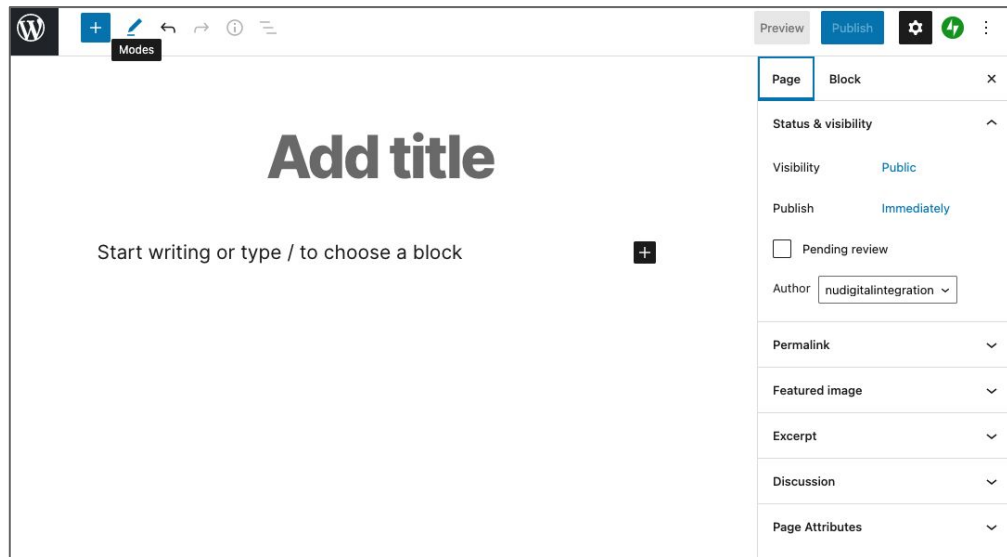 Preview
Publish
Modes
Page
Block
Add title
Start writing or type / to choose a block
Status & visibility
Visibility
Public
Publish
Immediately
Pending review
Author
nudigitalintegration
Permalink
Featured image
Excerpt
Discussion
Page Attributes